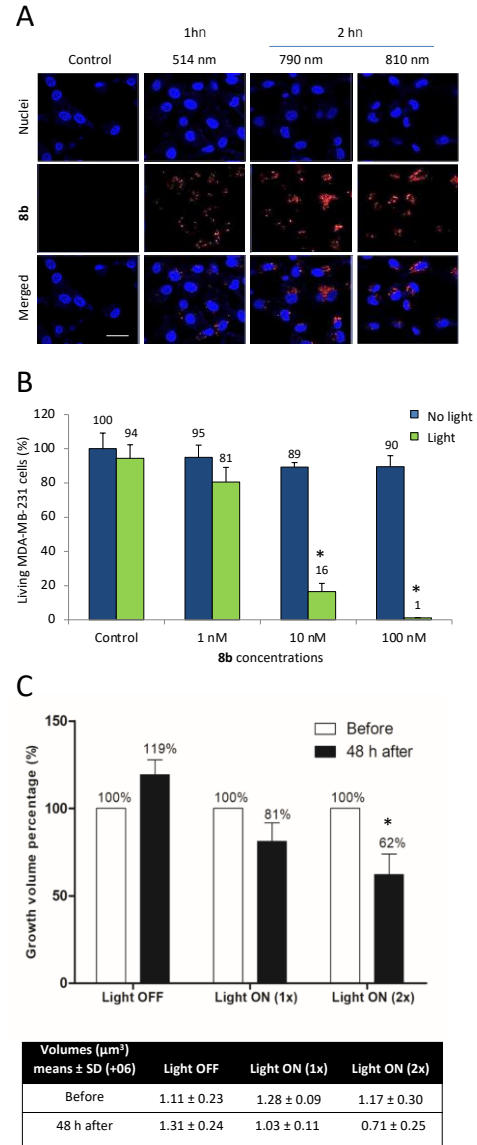 A
1hn 2 hn
Control 514 nm 790 nm 810 nm
Nuclei
8b
Merged
B
Living MDA-MB-231 cells (%)
120
100
80
60
40
20
0
100
94
95
81
89
*
16
90
*
1
No light
Light
Control 1 nM 10 nM 100 nM
8b concentrations
C
Growth volume percentage (%)
150
100
50
0
100%
119%
100%
81%
100%
*
62%
Before
48 h after
Light OFF Light ON (1x) Light ON (2x)
Volumes (µm³)
means ± SD (+06) Light OFF Light ON (1x) Light ON (2x)
Before 1.11 ± 0.23 1.28 ± 0.09 1.17 ± 0.30
48 h after 1.31 ± 0.24 1.03 ± 0.11 0.71 ± 0.25